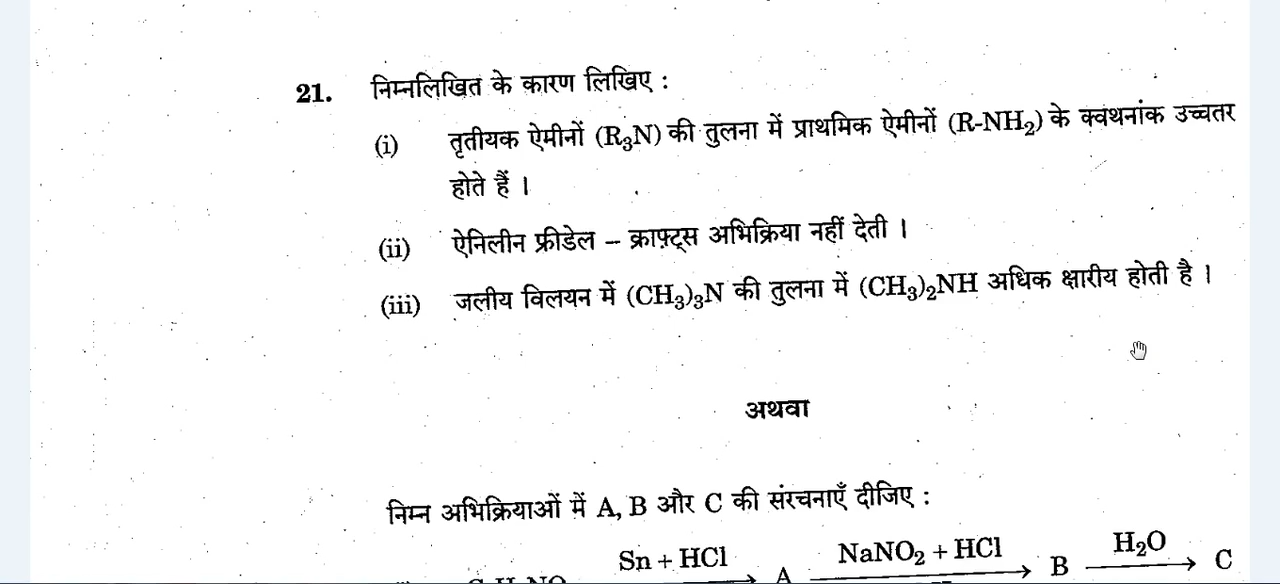 21. निम्नलिखित के कारण लिखिए :
(i) तृतीयक ऐमीनों (R₃N) की तुलना में प्राथमिक ऐमीनों (R-NH₂) के क्वथनांक उच्चतर
होते हैं ।
(ii) ऐनिलीन फ्रीडेल – क्राफ़्ट्स अभिक्रिया नहीं देती ।
(iii) जलीय विलयन में (CH₃)₃N की तुलना में (CH₃)₂NH अधिक क्षारीय होती है ।
अथवा
निम्न अभिक्रियाओं में A, B और C की संरचनाएँ दीजिए :
Sn + HCl NaNO₂ + HCl H₂O
A B C